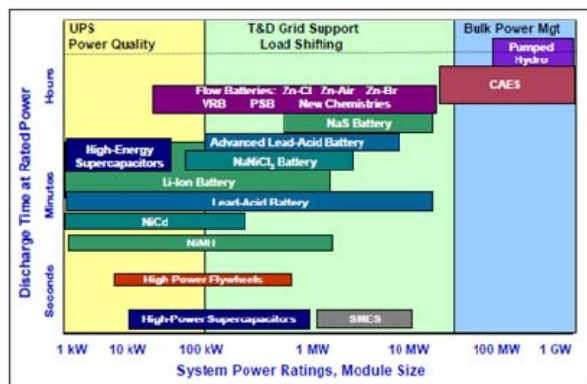 UPS
Power Quality
T&D Grid Support
Load Shifting
Bulk Power Mgt
Pumped
Hydro
CAES
Flow Batteries: Zn-Cl Zn-Air Zn-Br
VRB PSB New Chemistries
NaS Battery
Advanced Lead-Acid Battery
High-Energy
Supercapacitors
NaNiCl₂ Battery
Li-Ion Battery
Lead-Acid Battery
NiCd
NiMH
High Power Flywheels
High-Power Supercapacitors
SMES
Discharge Time at Rated Power
Hours
Minutes
Seconds
1 kW 10 kW 100 kW 1 MW 10 MW 100 MW 1 GW
System Power Ratings, Module Size